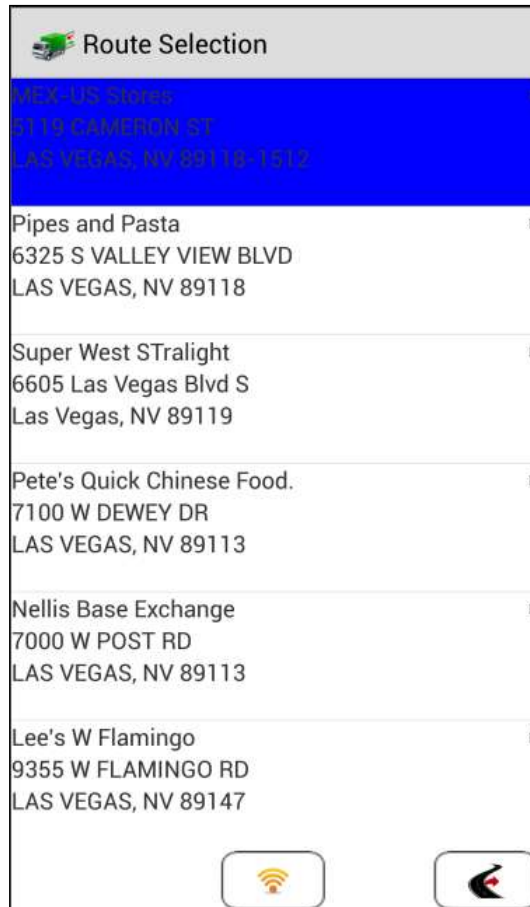 Route Selection
MEX-US Stores
5119 CAMERON ST
LAS VEGAS, NV 89118-1512
Pipes and Pasta
6325 S VALLEY VIEW BLVD
LAS VEGAS, NV 89118
Super West STralight
6605 Las Vegas Blvd S
Las Vegas, NV 89119
Pete's Quick Chinese Food.
7100 W DEWEY DR
LAS VEGAS, NV 89113
Nellis Base Exchange
7000 W POST RD
LAS VEGAS, NV 89113
Lee's W Flamingo
9355 W FLAMINGO RD
LAS VEGAS, NV 89147